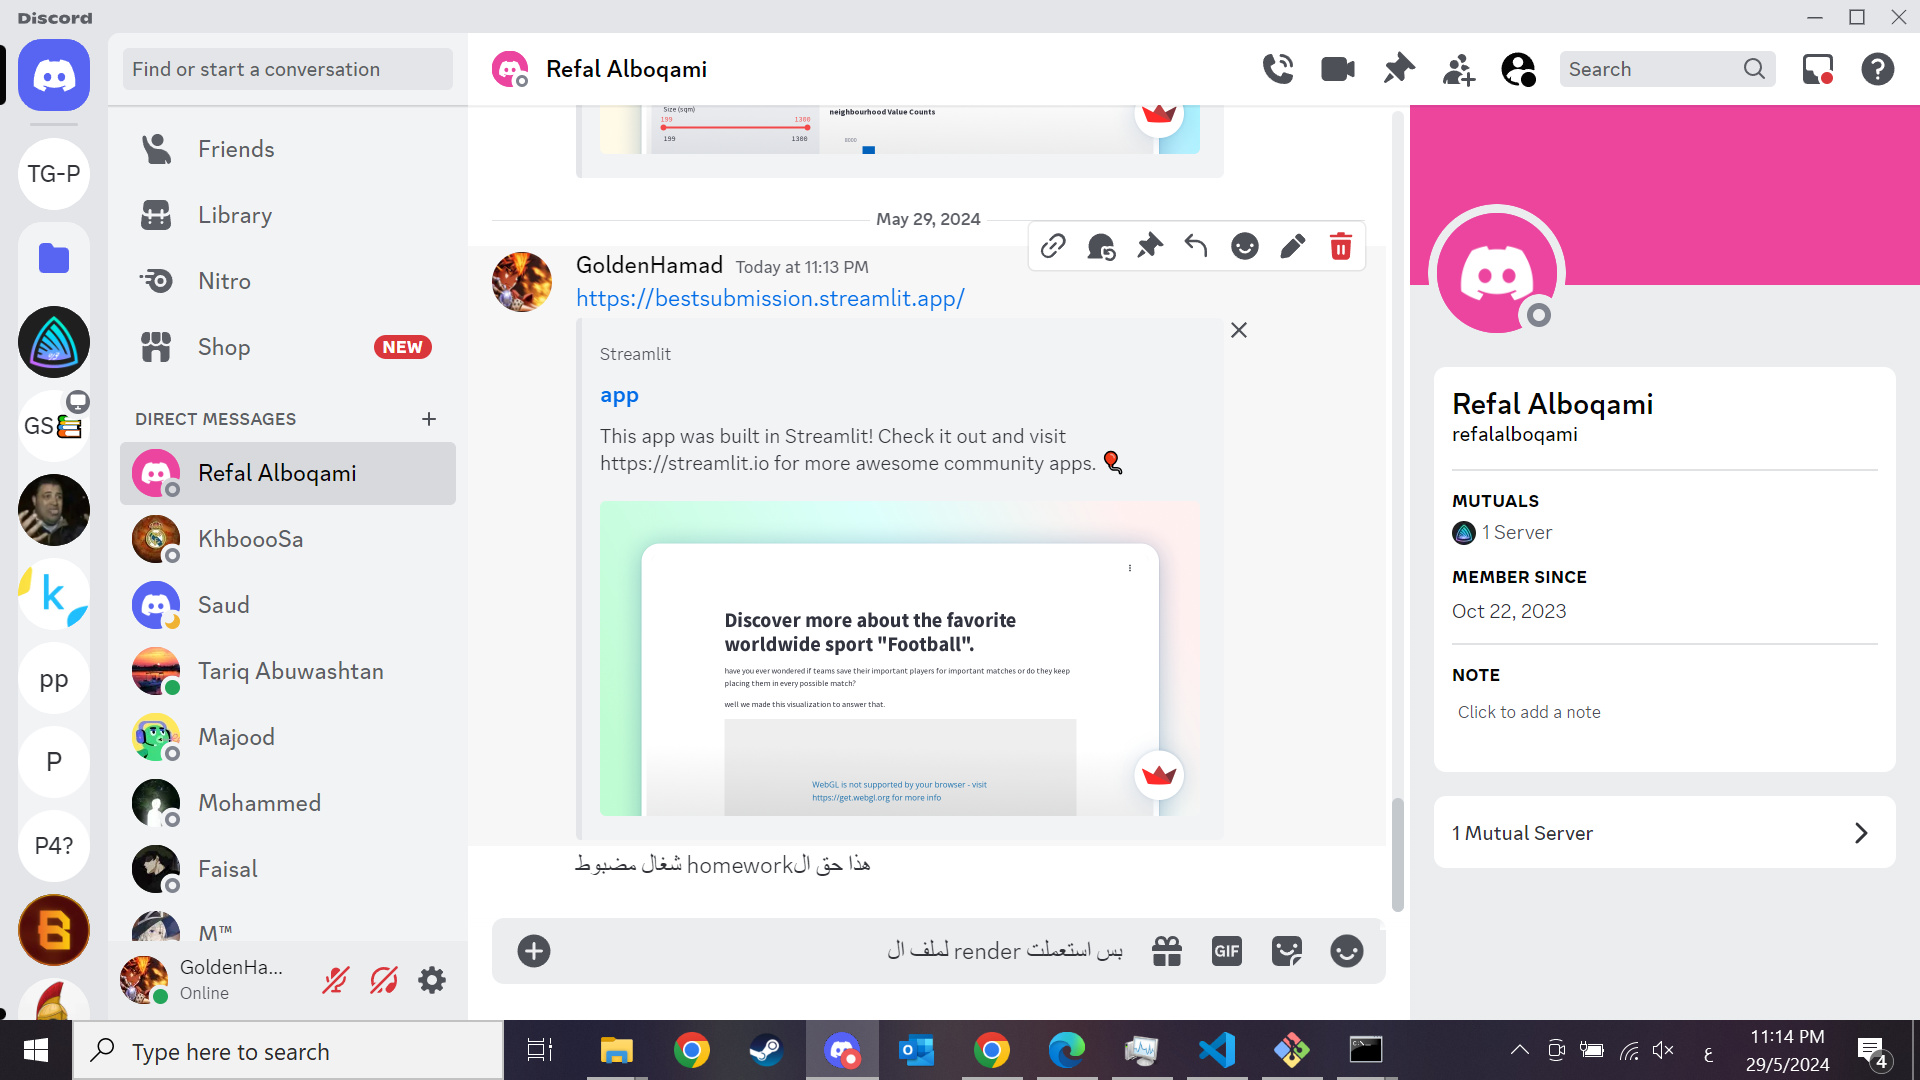 Discord
Find or start a conversation
Refal Alboqami
Search
TG-P
GS
k
pp
P
P4?
B
Friends
Library
Nitro
Shop
NEW
DIRECT MESSAGES
Refal Alboqami
KhboooSa
Saud
Tariq Abuwashtan
Majood
Mohammed
Faisal
M™
GoldenHa...
Online
Size (sqm)
199 1300
199 1300
neighbourhood Value Counts
8000
May 29, 2024
GoldenHamad Today at 11:13 PM
https://bestsubmission.streamlit.app/
Streamlit
app
This app was built in Streamlit! Check it out and visit
https://streamlit.io for more awesome community apps.
Discover more about the favorite
worldwide sport "Football".
have you ever wondered if teams save their important players for important matches or do they keep
placing them in every possible match?
well we made this visualization to answer that.
WebGL is not supported by your browser - visit
https://get.webgl.org for more info
هذا حق الhomework شغال مضبوط
بس استعملت render لملف ال
GIF
Refal Alboqami
refalalboqami
MUTUALS
1 Server
MEMBER SINCE
Oct 22, 2023
NOTE
Click to add a note
1 Mutual Server
Type here to search
ع
11:14 PM
29/5/2024
4